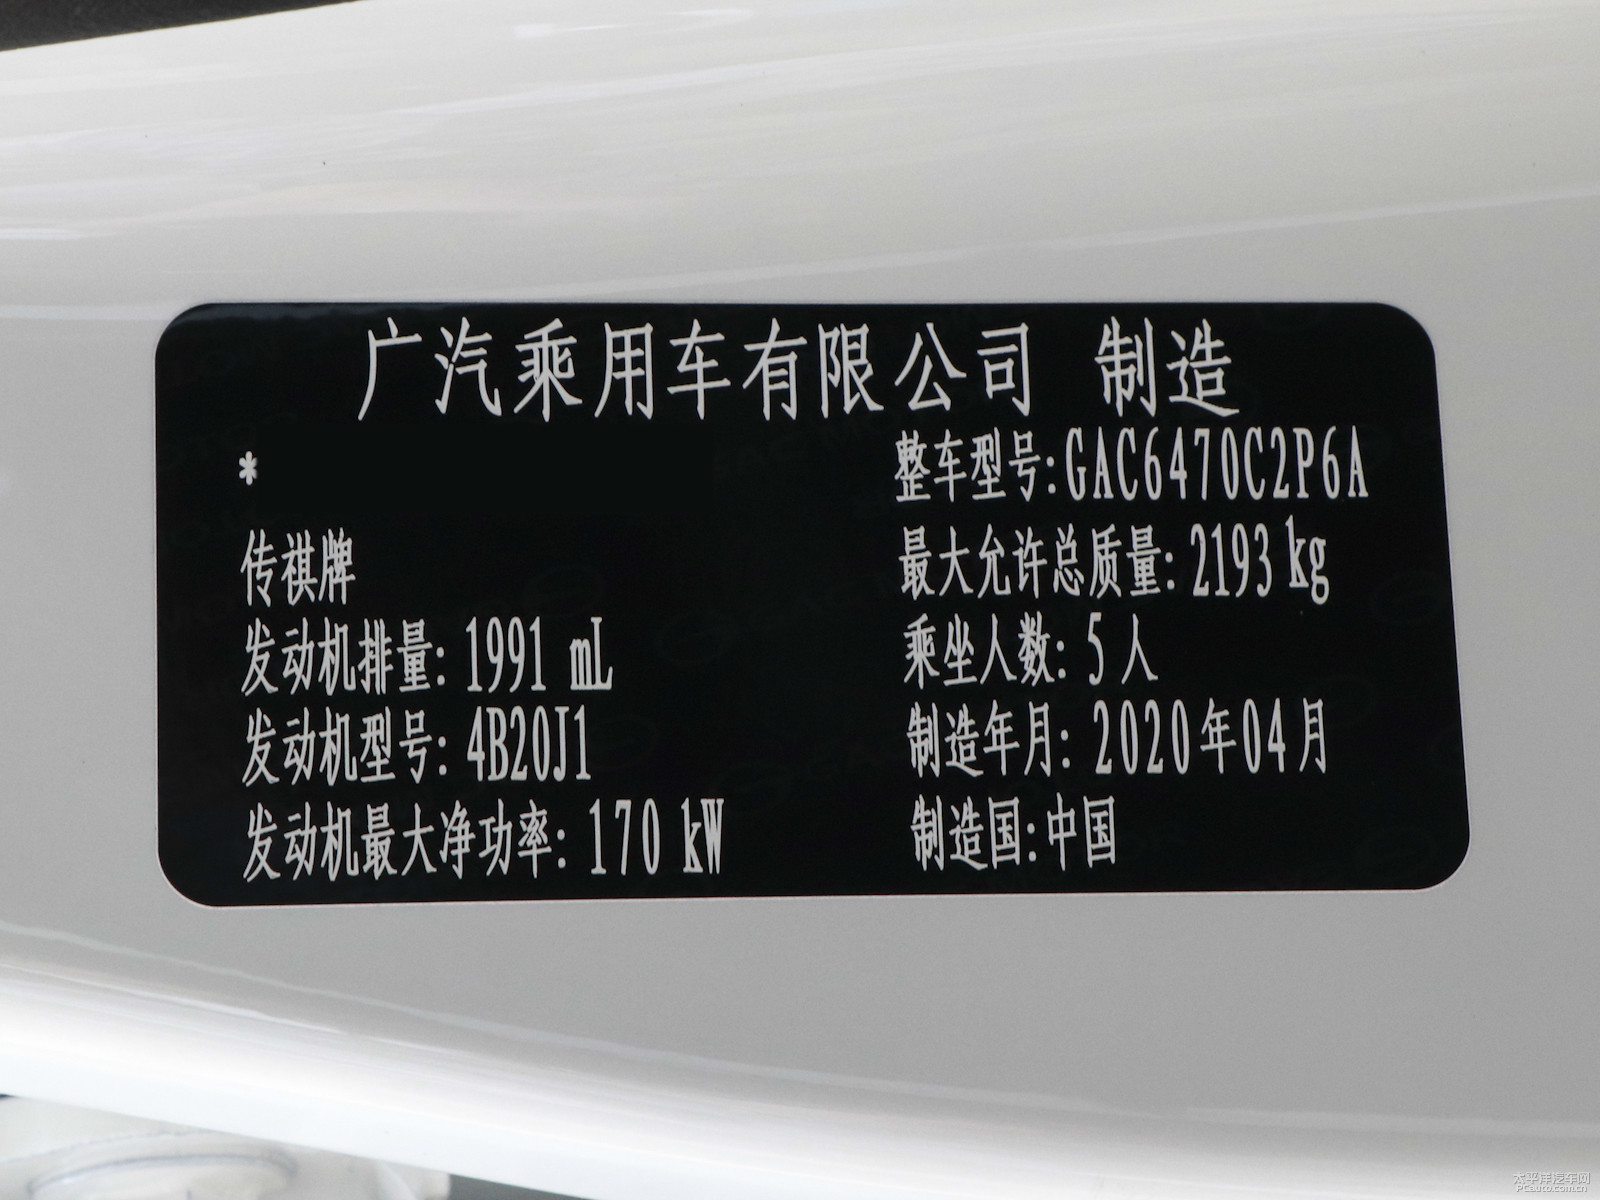 广汽乘用车有限公司 制造
*
整车型号:GAC6470C2P6A
传祺牌
最大允许总质量: 2193 kg
发动机排量: 1991 mL
乘坐人数: 5人
发动机型号: 4B20J1
制造年月: 2020年04月
发动机最大净功率: 170 kW
制造国:中国
太平洋汽车网
PCauto.com.cn